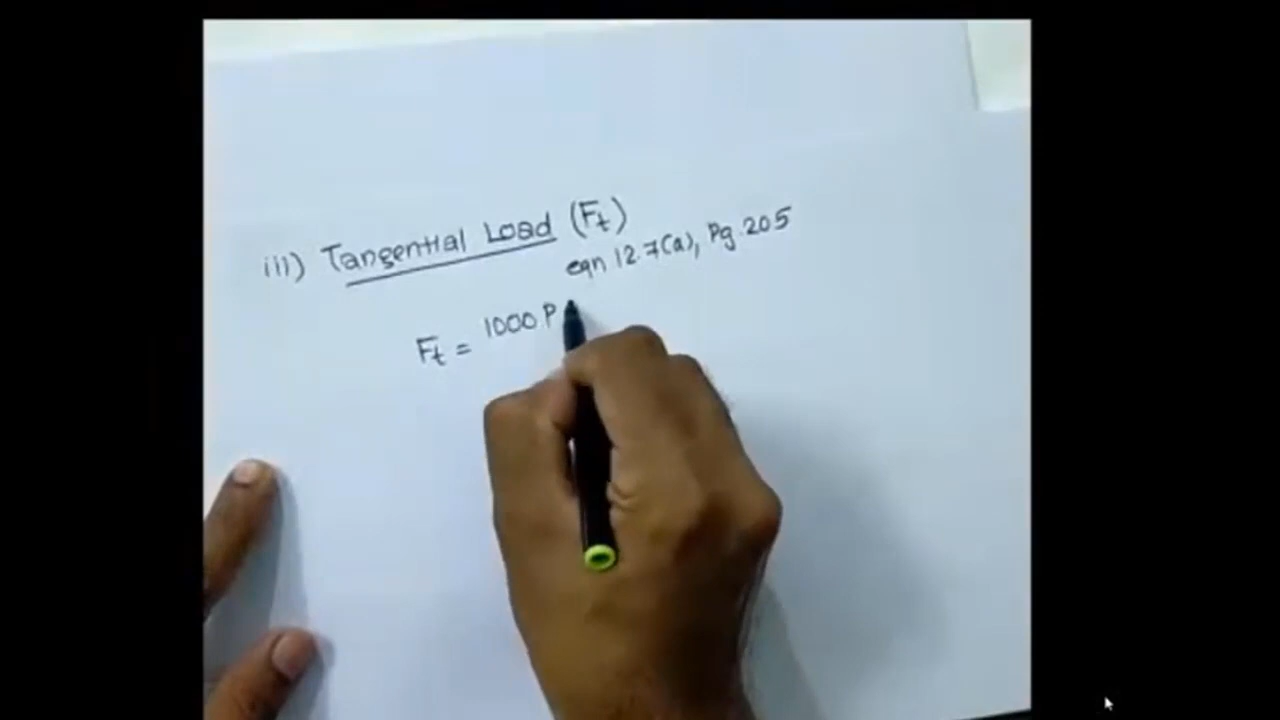 iii) Tangential Load (Ft)
eqn 12.7(a), Pg.205
Ft = 1000 P